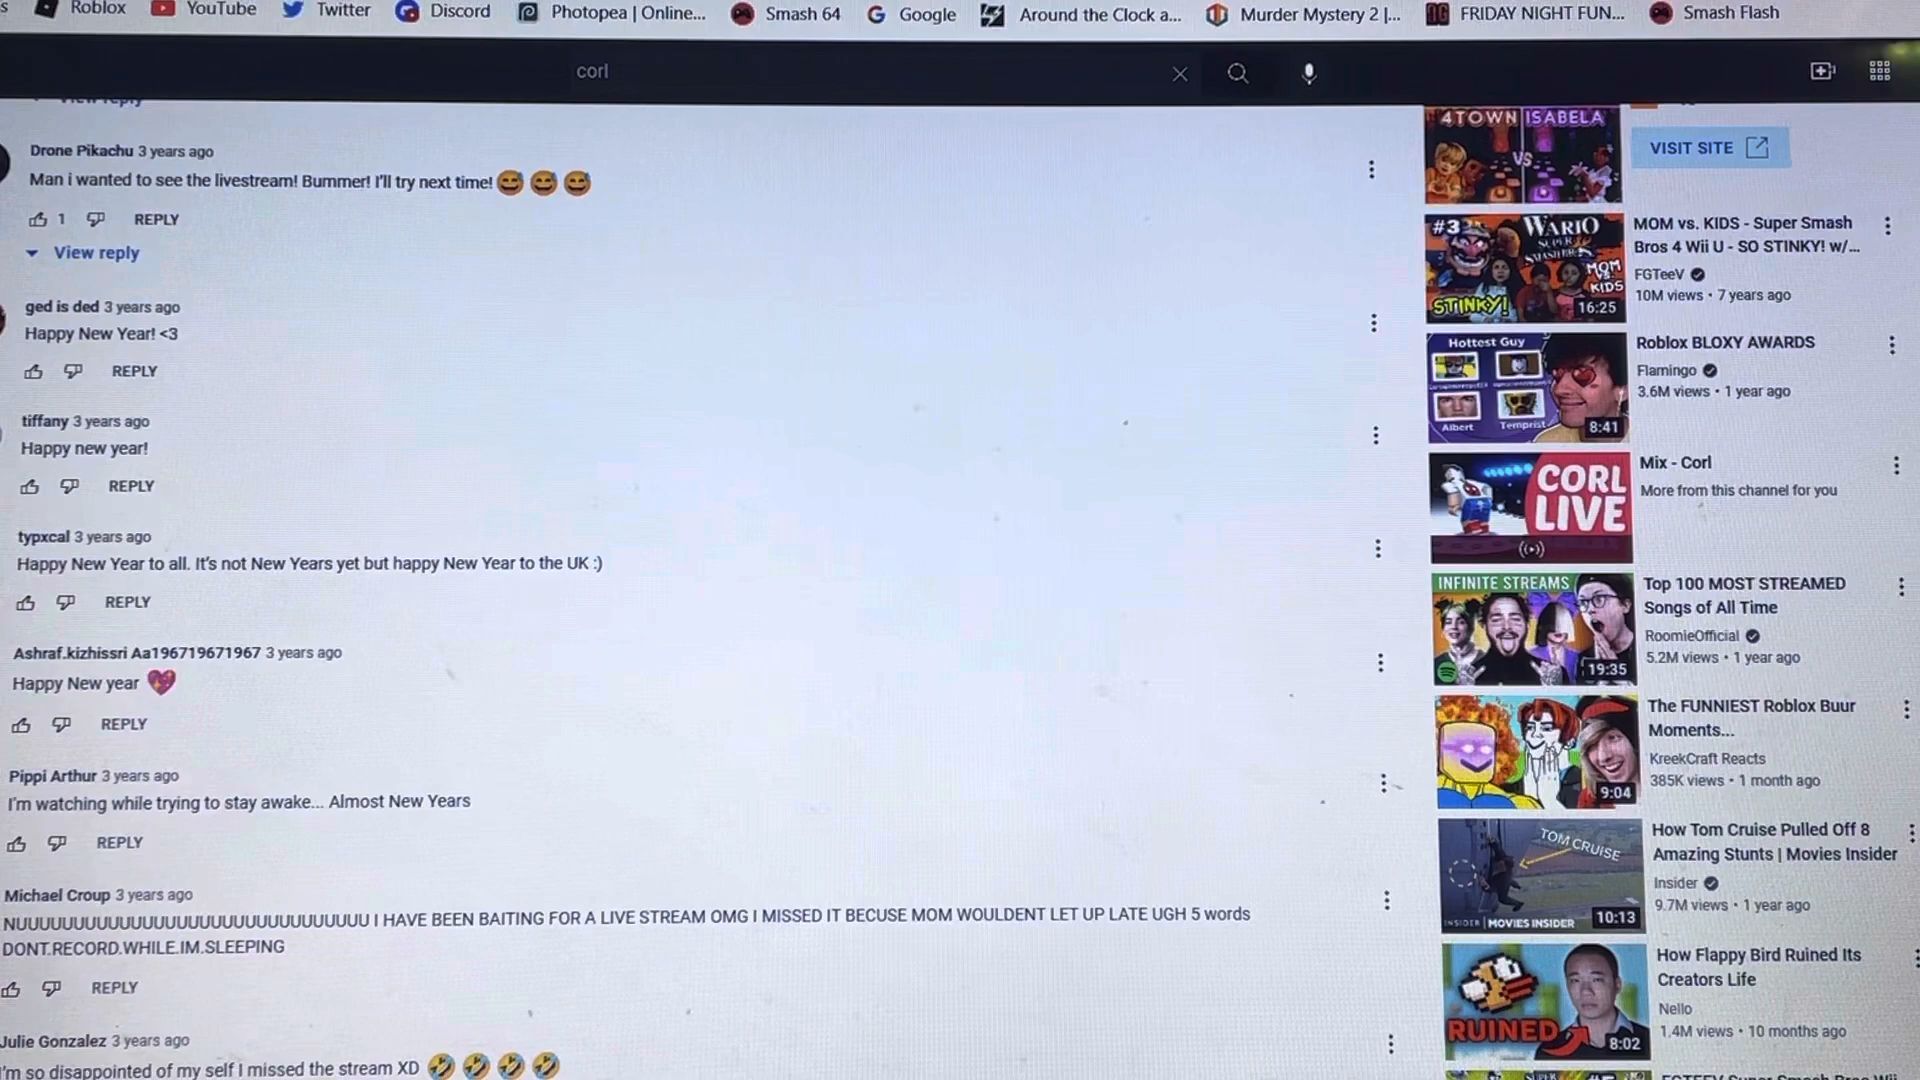 s Roblox YouTube Twitter Discord Photopea | Online... Smash 64 Google Around the Clock a... Murder Mystery 2 |... FRIDAY NIGHT FUN... Smash Flash
corl
View reply
Drone Pikachu 3 years ago
Man i wanted to see the livestream! Bummer! I'll try next time! 😅 😅 😅
1 REPLY
View reply
ged is ded 3 years ago
Happy New Year! <3
REPLY
tiffany 3 years ago
Happy new year!
REPLY
typxcal 3 years ago
Happy New Year to all. It's not New Years yet but happy New Year to the UK :)
REPLY
Ashraf.kizhissri Aa196719671967 3 years ago
Happy New year 💖
REPLY
Pippi Arthur 3 years ago
I'm watching while trying to stay awake... Almost New Years
REPLY
Michael Croup 3 years ago
NUUUUUUUUUUUUUUUUUUUUUUUUUUUUUUU I HAVE BEEN BAITING FOR A LIVE STREAM OMG I MISSED IT BECUSE MOM WOULDENT LET UP LATE UGH 5 words
DONT.RECORD.WHILE.IM.SLEEPING
REPLY
Julie Gonzalez 3 years ago
I'm so disappointed of my self I missed the stream XD 🤣 🤣 🤣 🤣
4TOWN ISABELA
VS
VISIT SITE
#3 WARIO
SUPER
SMASH BROS
MOM
vs.
KIDS
STINKY!
16:25
MOM vs. KIDS - Super Smash
Bros 4 Wii U - SO STINKY! w/...
FGTeeV
10M views • 7 years ago
Hottest Guy
Albert Temprist
8:41
Roblox BLOXY AWARDS
Flamingo
3.6M views • 1 year ago
CORL
LIVE
Mix - Corl
More from this channel for you
INFINITE STREAMS
19:35
Top 100 MOST STREAMED
Songs of All Time
RoomieOfficial
5.2M views • 1 year ago
9:04
The FUNNIEST Roblox Buur
Moments...
KreekCraft Reacts
385K views • 1 month ago
TOM CRUISE
INSIDER | MOVIES INSIDER
10:13
How Tom Cruise Pulled Off 8
Amazing Stunts | Movies Insider
Insider
9.7M views • 1 year ago
RUINED
8:02
How Flappy Bird Ruined Its
Creators Life
Nello
1.4M views • 10 months ago
FGTEEV Super Smash Bros Wii